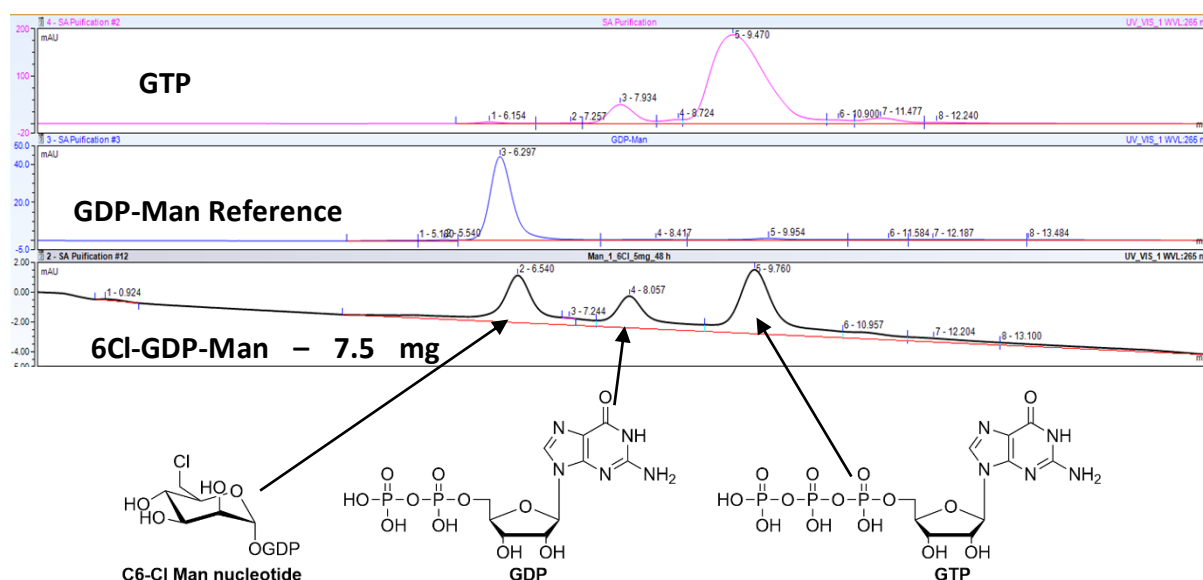 4 - SA Puification #2 SA Purification UV_VIS_1 WVL:265 n
200 mAU
100
-20
GTP
1 - 6.154
2 - 7.257
3 - 7.934
4 - 8.724
5 - 9.470
6 - 10.900
7 - 11.477
8 - 12.240
m
3 - SA Puification #3 GDP-Man UV_VIS_1 WVL:265 n
50.0 mAU
40.0
20.0
-5.0
GDP-Man Reference
2 - 5.540
3 - 6.297
4 - 8.417
5 - 9.954
6 - 11.584
7 - 12.187
8 - 13.484
m
2 - SA Puification #12 Man_1_6Cl_5mg_48 h UV_VIS_1 WVL:265 n
2.00 mAU
0.00
-2.00
-4.00
6Cl-GDP-Man – 7.5 mg
1 - 0.924
2 - 6.540
3 - 7.244
4 - 8.057
5 - 9.760
6 - 10.957
7 - 12.204
8 - 13.100
m
Cl
HO
HO
HO
O
OGDP
C6-Cl Man nucleotide
O
N
NH
N
N
NH2
O
O
HO P O P O
OH
OH
O
OH OH
GDP
O
N
NH
N
N
NH2
O
O
O
HO P O P O P O
OH
OH
OH
O
OH OH
GTP